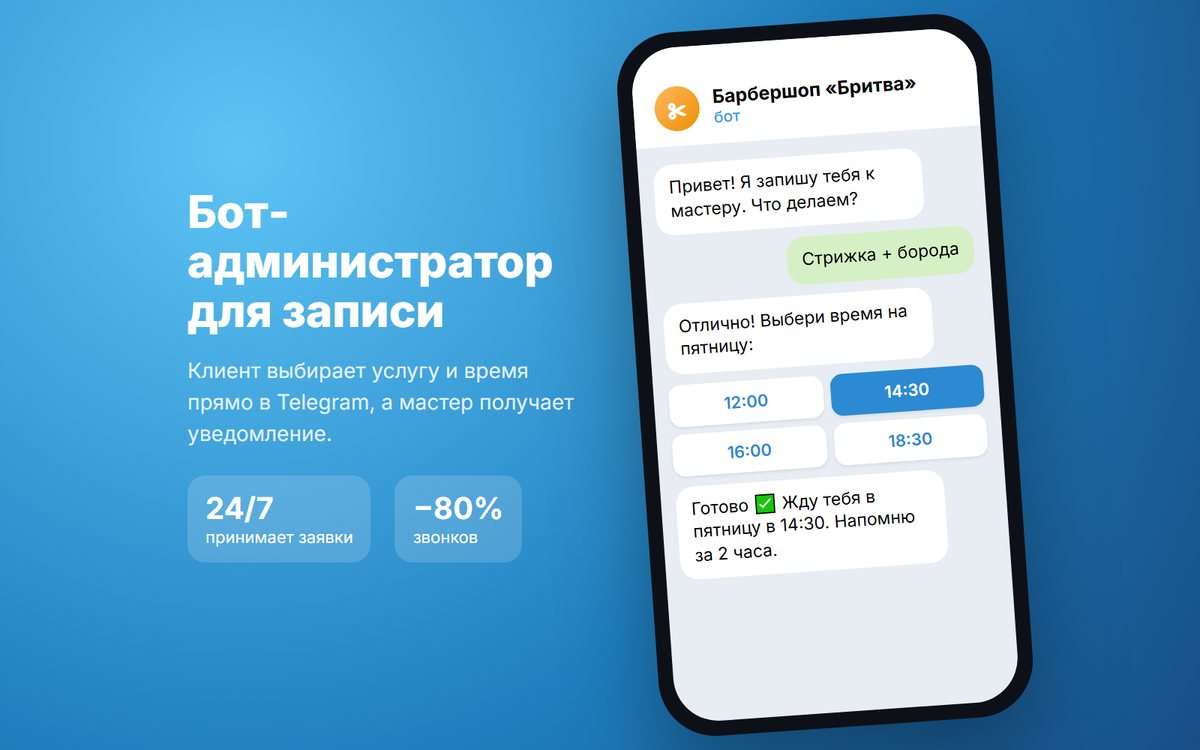 Бот-
администратор
для записи
Клиент выбирает услугу и время
прямо в Telegram, а мастер получает
уведомление.
24/7
принимает заявки
−80%
звонков
Барбершоп «Бритва»
бот
Привет! Я запишу тебя к
мастеру. Что делаем?
Стрижка + борода
Отлично! Выбери время на
пятницу:
12:00
14:30
16:00
18:30
Готово ✅ Жду тебя в
пятницу в 14:30. Напомню
за 2 часа.